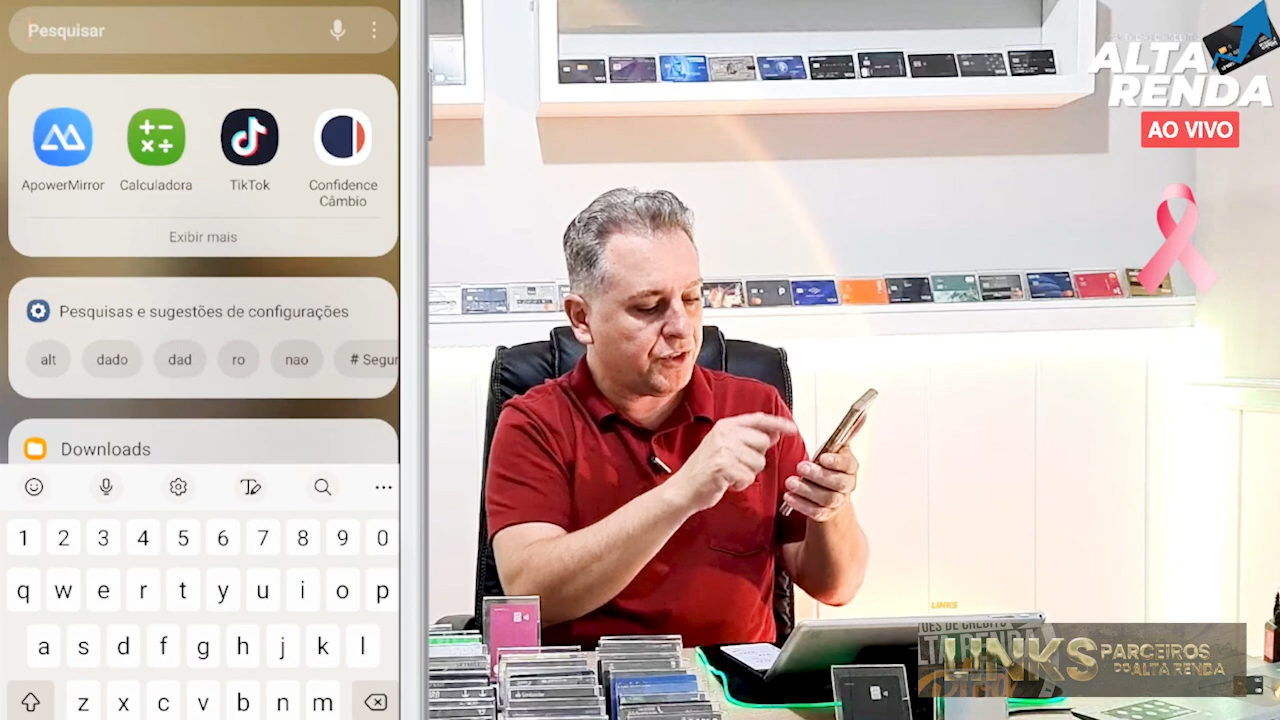 Pesquisar
ApowerMirror
Calculadora
TikTok
Confidence
Câmbio
Exibir mais
Pesquisas e sugestões de configurações
alt
dado
dad
ro
nao
# Segur
Downloads
1 2 3 4 5 6 7 8 9 0
q w e r t y u i o p
a s d f g h j k l
z x c v b n m
ALTA
RENDA
AO VIVO
LINKS
LINKS
PARCEIROS
DO ALTA RENDA